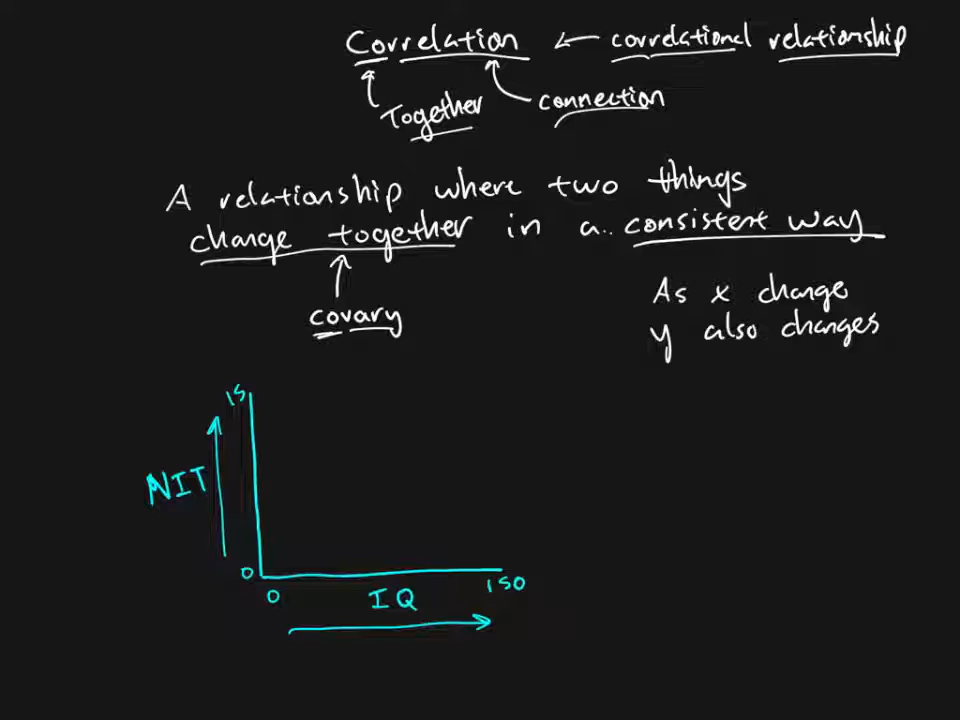 Correlation ← correlational relationship
Together
connection
A relationship where two things
change together in a.. consistent way
covary
As x change
y also changes
15
NIT
0
0
IQ
150